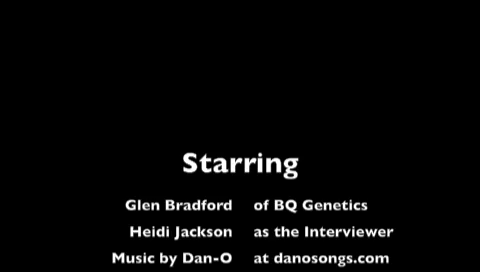 Starring
Glen Bradford of BQ Genetics
Heidi Jackson as the Interviewer
Music by Dan-O at danosongs.com